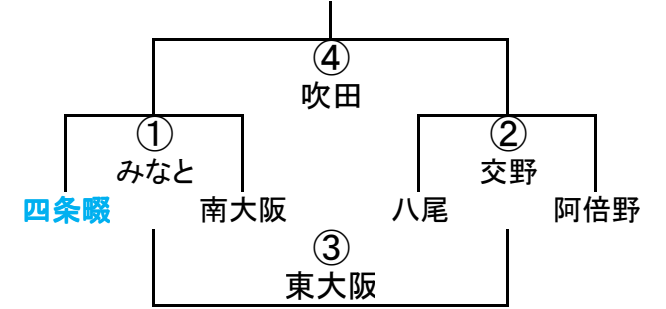 ④
吹田
①
みなと
②
交野
四条畷
南大阪
八尾
阿倍野
③
東大阪